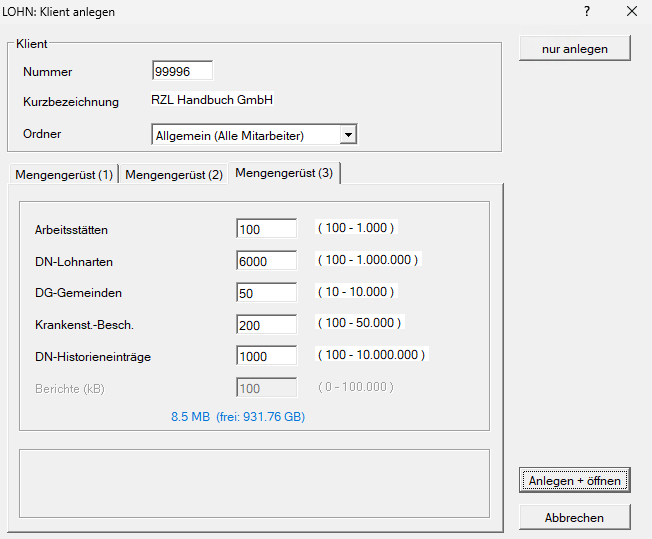 LOHN: Klient anlegen
?
Klient
Nummer 99996
Kurzbezeichnung RZL Handbuch GmbH
Ordner Allgemein (Alle Mitarbeiter)
nur anlegen
Mengengerüst (1) Mengengerüst (2) Mengengerüst (3)
Arbeitsstätten 100 ( 100 - 1.000 )
DN-Lohnarten 6000 ( 100 - 1.000.000 )
DG-Gemeinden 50 ( 10 - 10.000 )
Krankenst.-Besch. 200 ( 100 - 50.000 )
DN-Historieneinträge 1000 ( 100 - 10.000.000 )
Berichte (kB) 100 ( 0 - 100.000 )
8.5 MB (frei: 931.76 GB)
Anlegen + öffnen
Abbrechen